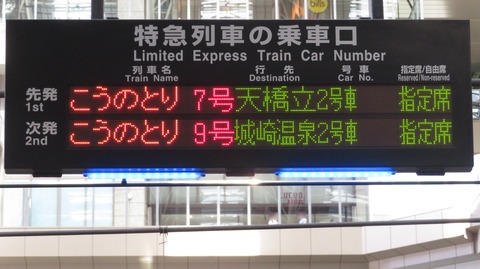 bills
特急列車の乗車口
Limited Express Train Car Number
列車名 行先 号車 指定席/自由席
Train Name Destination Car No. Reserved/Non-reserved
先発 1st こうのとり 7号 天橋立 2号車 指定席
次発 2nd こうのとり 9号 城崎温泉 2号車 指定席